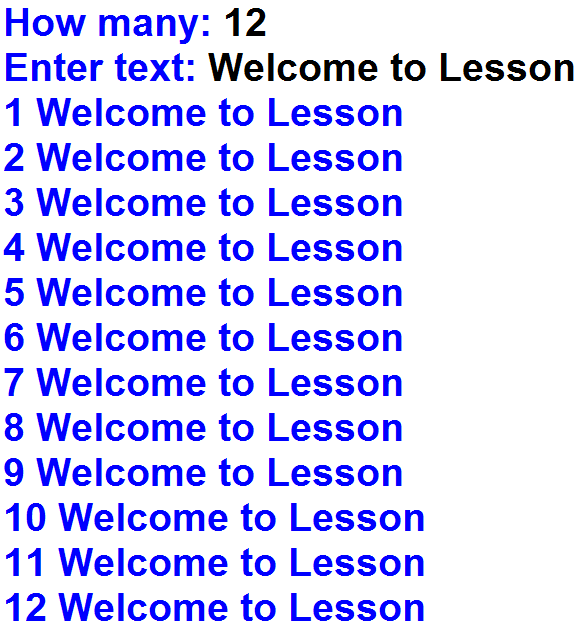 How many: 12
Enter text: Welcome to Lesson
1 Welcome to Lesson
2 Welcome to Lesson
3 Welcome to Lesson
4 Welcome to Lesson
5 Welcome to Lesson
6 Welcome to Lesson
7 Welcome to Lesson
8 Welcome to Lesson
9 Welcome to Lesson
10 Welcome to Lesson
11 Welcome to Lesson
12 Welcome to Lesson